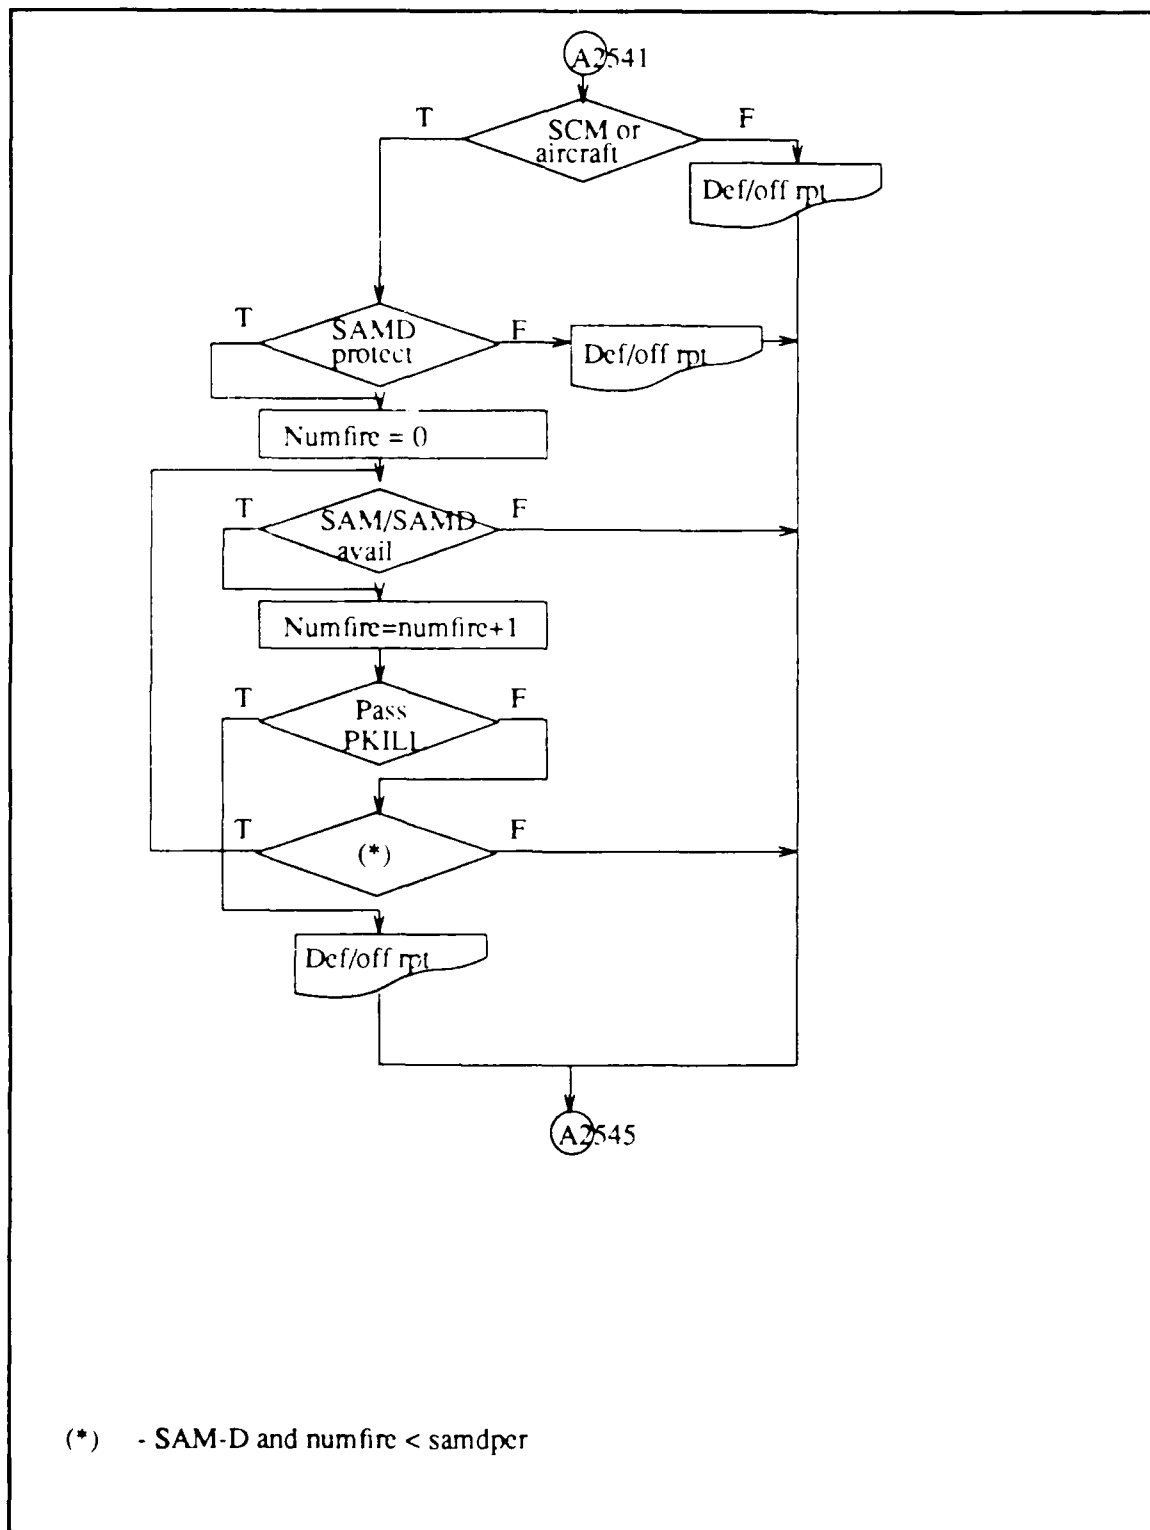 A2541
T
F
SCM or
aircraft
Def/off rpt
T
SAMD
protect
F
Def/off rpt
Numfire = 0
T
SAM/SAMD
avail
F
Numfire=numfire+1
T
Pass
PKILL
F
T
(*)
F
Def/off rpt
A2545
(*) - SAM-D and numfire < samdper